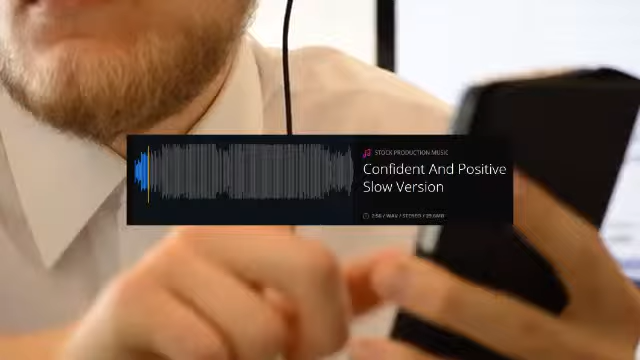 STOCK PRODUCTION MUSIC
Confident And Positive
Slow Version